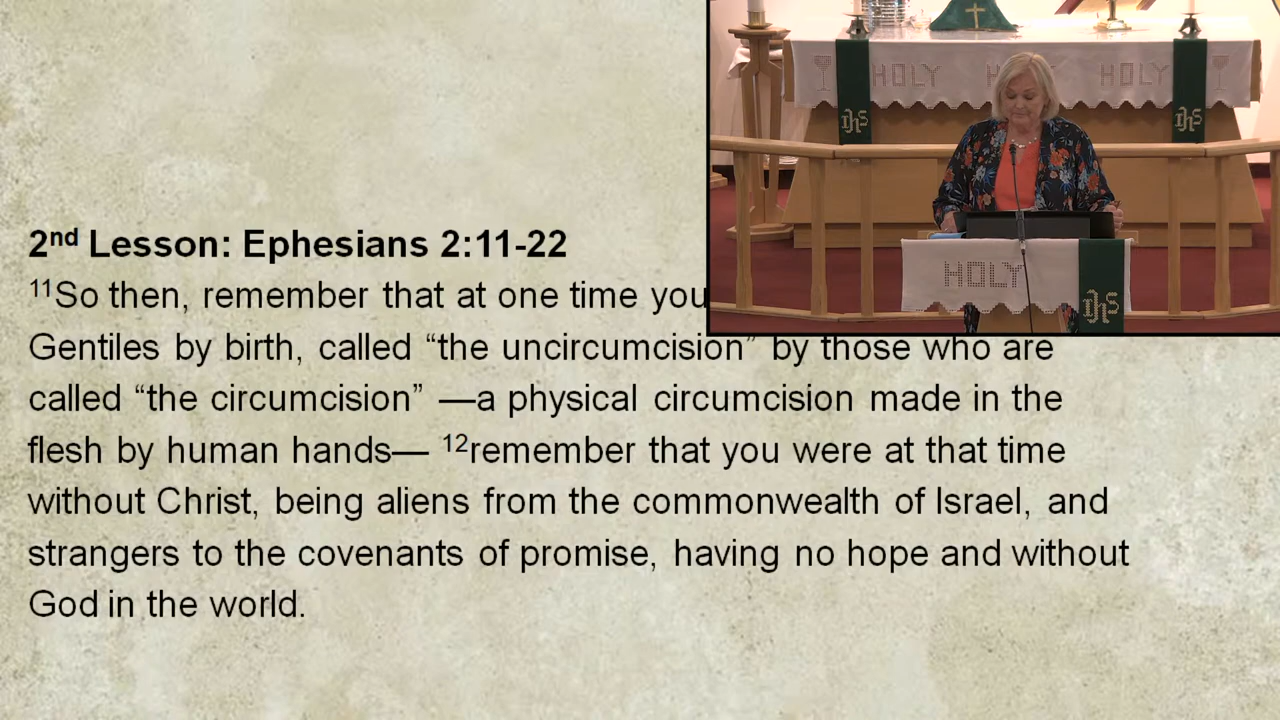 HOLY H HOLY
IHS IHS
2nd Lesson: Ephesians 2:11-22
HOLY
IHS
11So then, remember that at one time you
Gentiles by birth, called “the uncircumcision” by those who are
called “the circumcision” —a physical circumcision made in the
flesh by human hands— 12remember that you were at that time
without Christ, being aliens from the commonwealth of Israel, and
strangers to the covenants of promise, having no hope and without
God in the world.